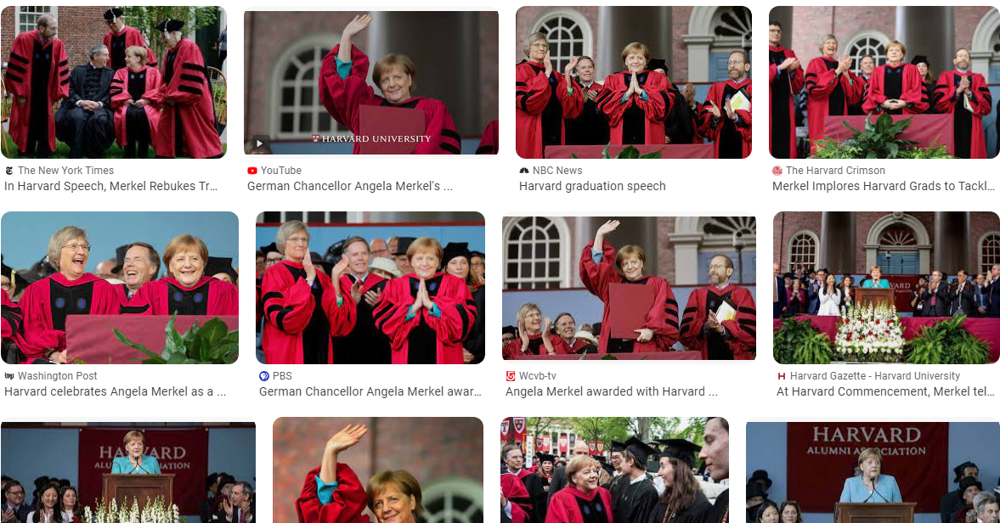 HARVARD UNIVERSITY
The New York Times
In Harvard Speech, Merkel Rebukes Tr...
YouTube
German Chancellor Angela Merkel's ...
NBC News
Harvard graduation speech
The Harvard Crimson
Merkel Implores Harvard Grads to Tackl...
VARD
Washington Post
Harvard celebrates Angela Merkel as a ...
PBS
German Chancellor Angela Merkel awar...
Wcvb-tv
Angela Merkel awarded with Harvard ...
Harvard Gazette - Harvard University
At Harvard Commencement, Merkel tel...
HARVARD
ALU
IATION
HARVARD
ALUMNI ASSOCIATION